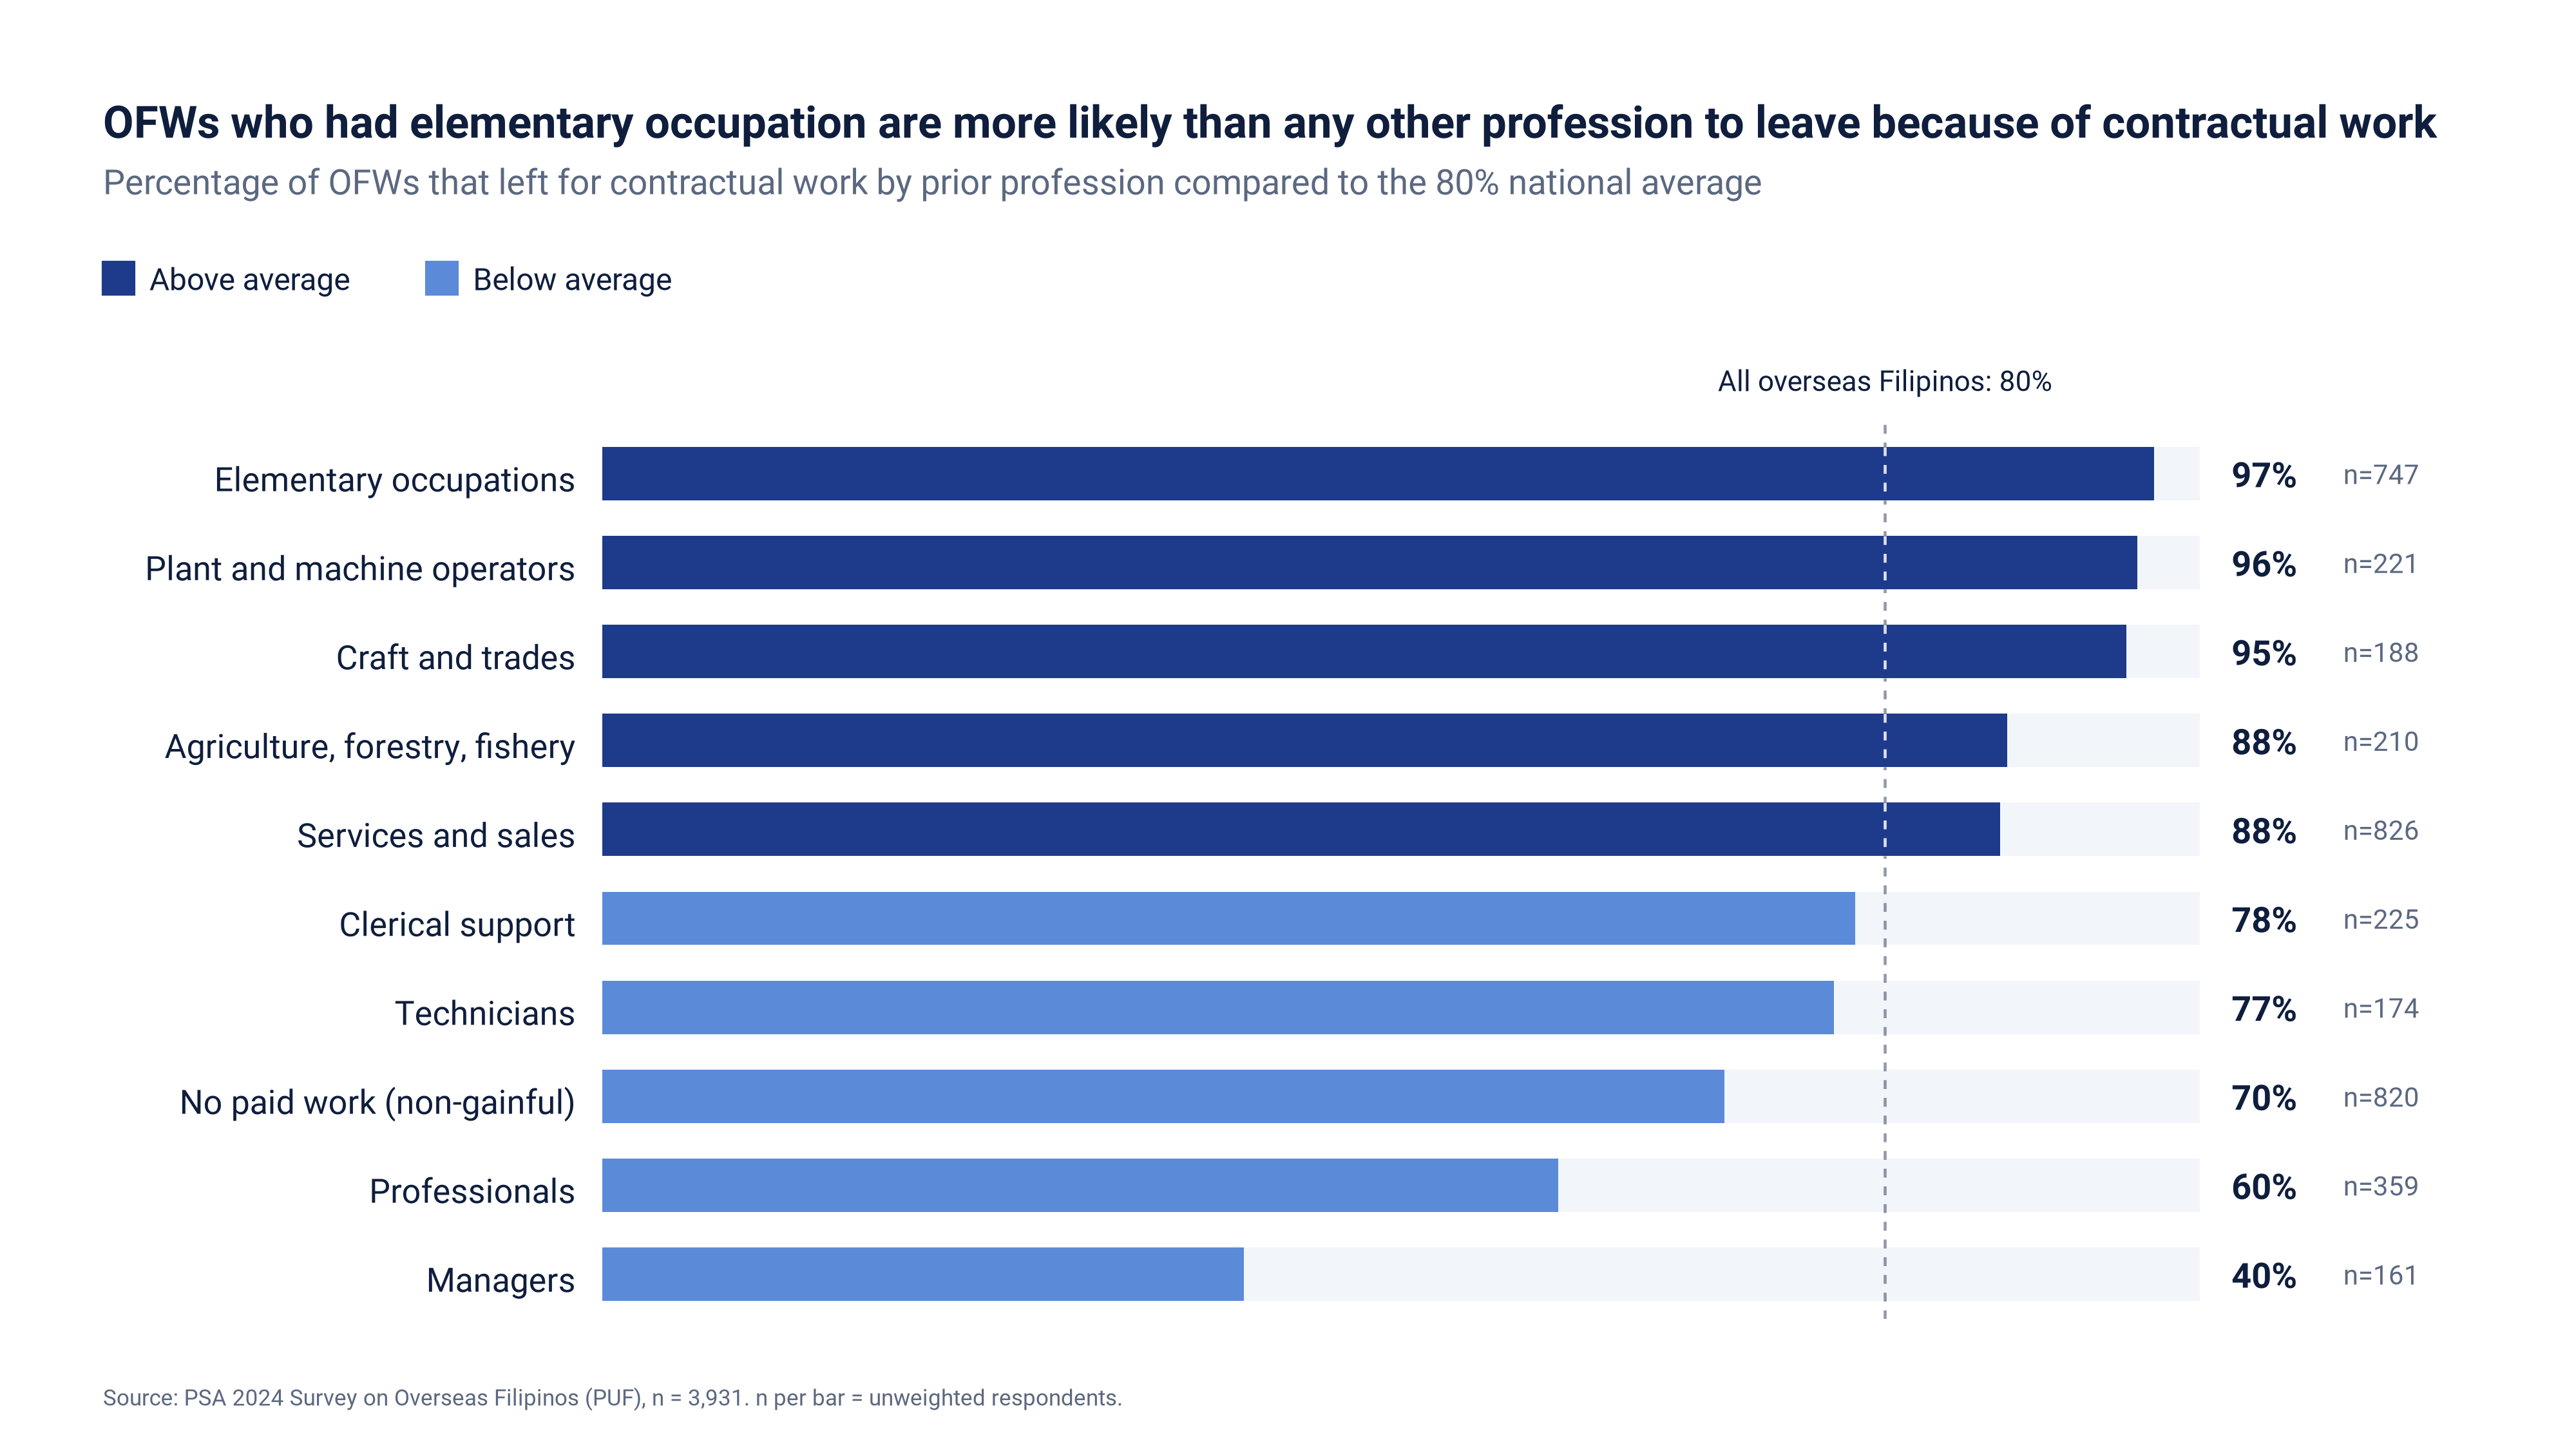 OFWs who had elementary occupation are more likely than any other profession to leave because of contractual work
Percentage of OFWs that left for contractual work by prior profession compared to the 80% national average
Above average Below average
All overseas Filipinos: 80%
Elementary occupations 97% n=747
Plant and machine operators 96% n=221
Craft and trades 95% n=188
Agriculture, forestry, fishery 88% n=210
Services and sales 88% n=826
Clerical support 78% n=225
Technicians 77% n=174
No paid work (non-gainful) 70% n=820
Professionals 60% n=359
Managers 40% n=161
Source: PSA 2024 Survey on Overseas Filipinos (PUF), n = 3,931. n per bar = unweighted respondents.